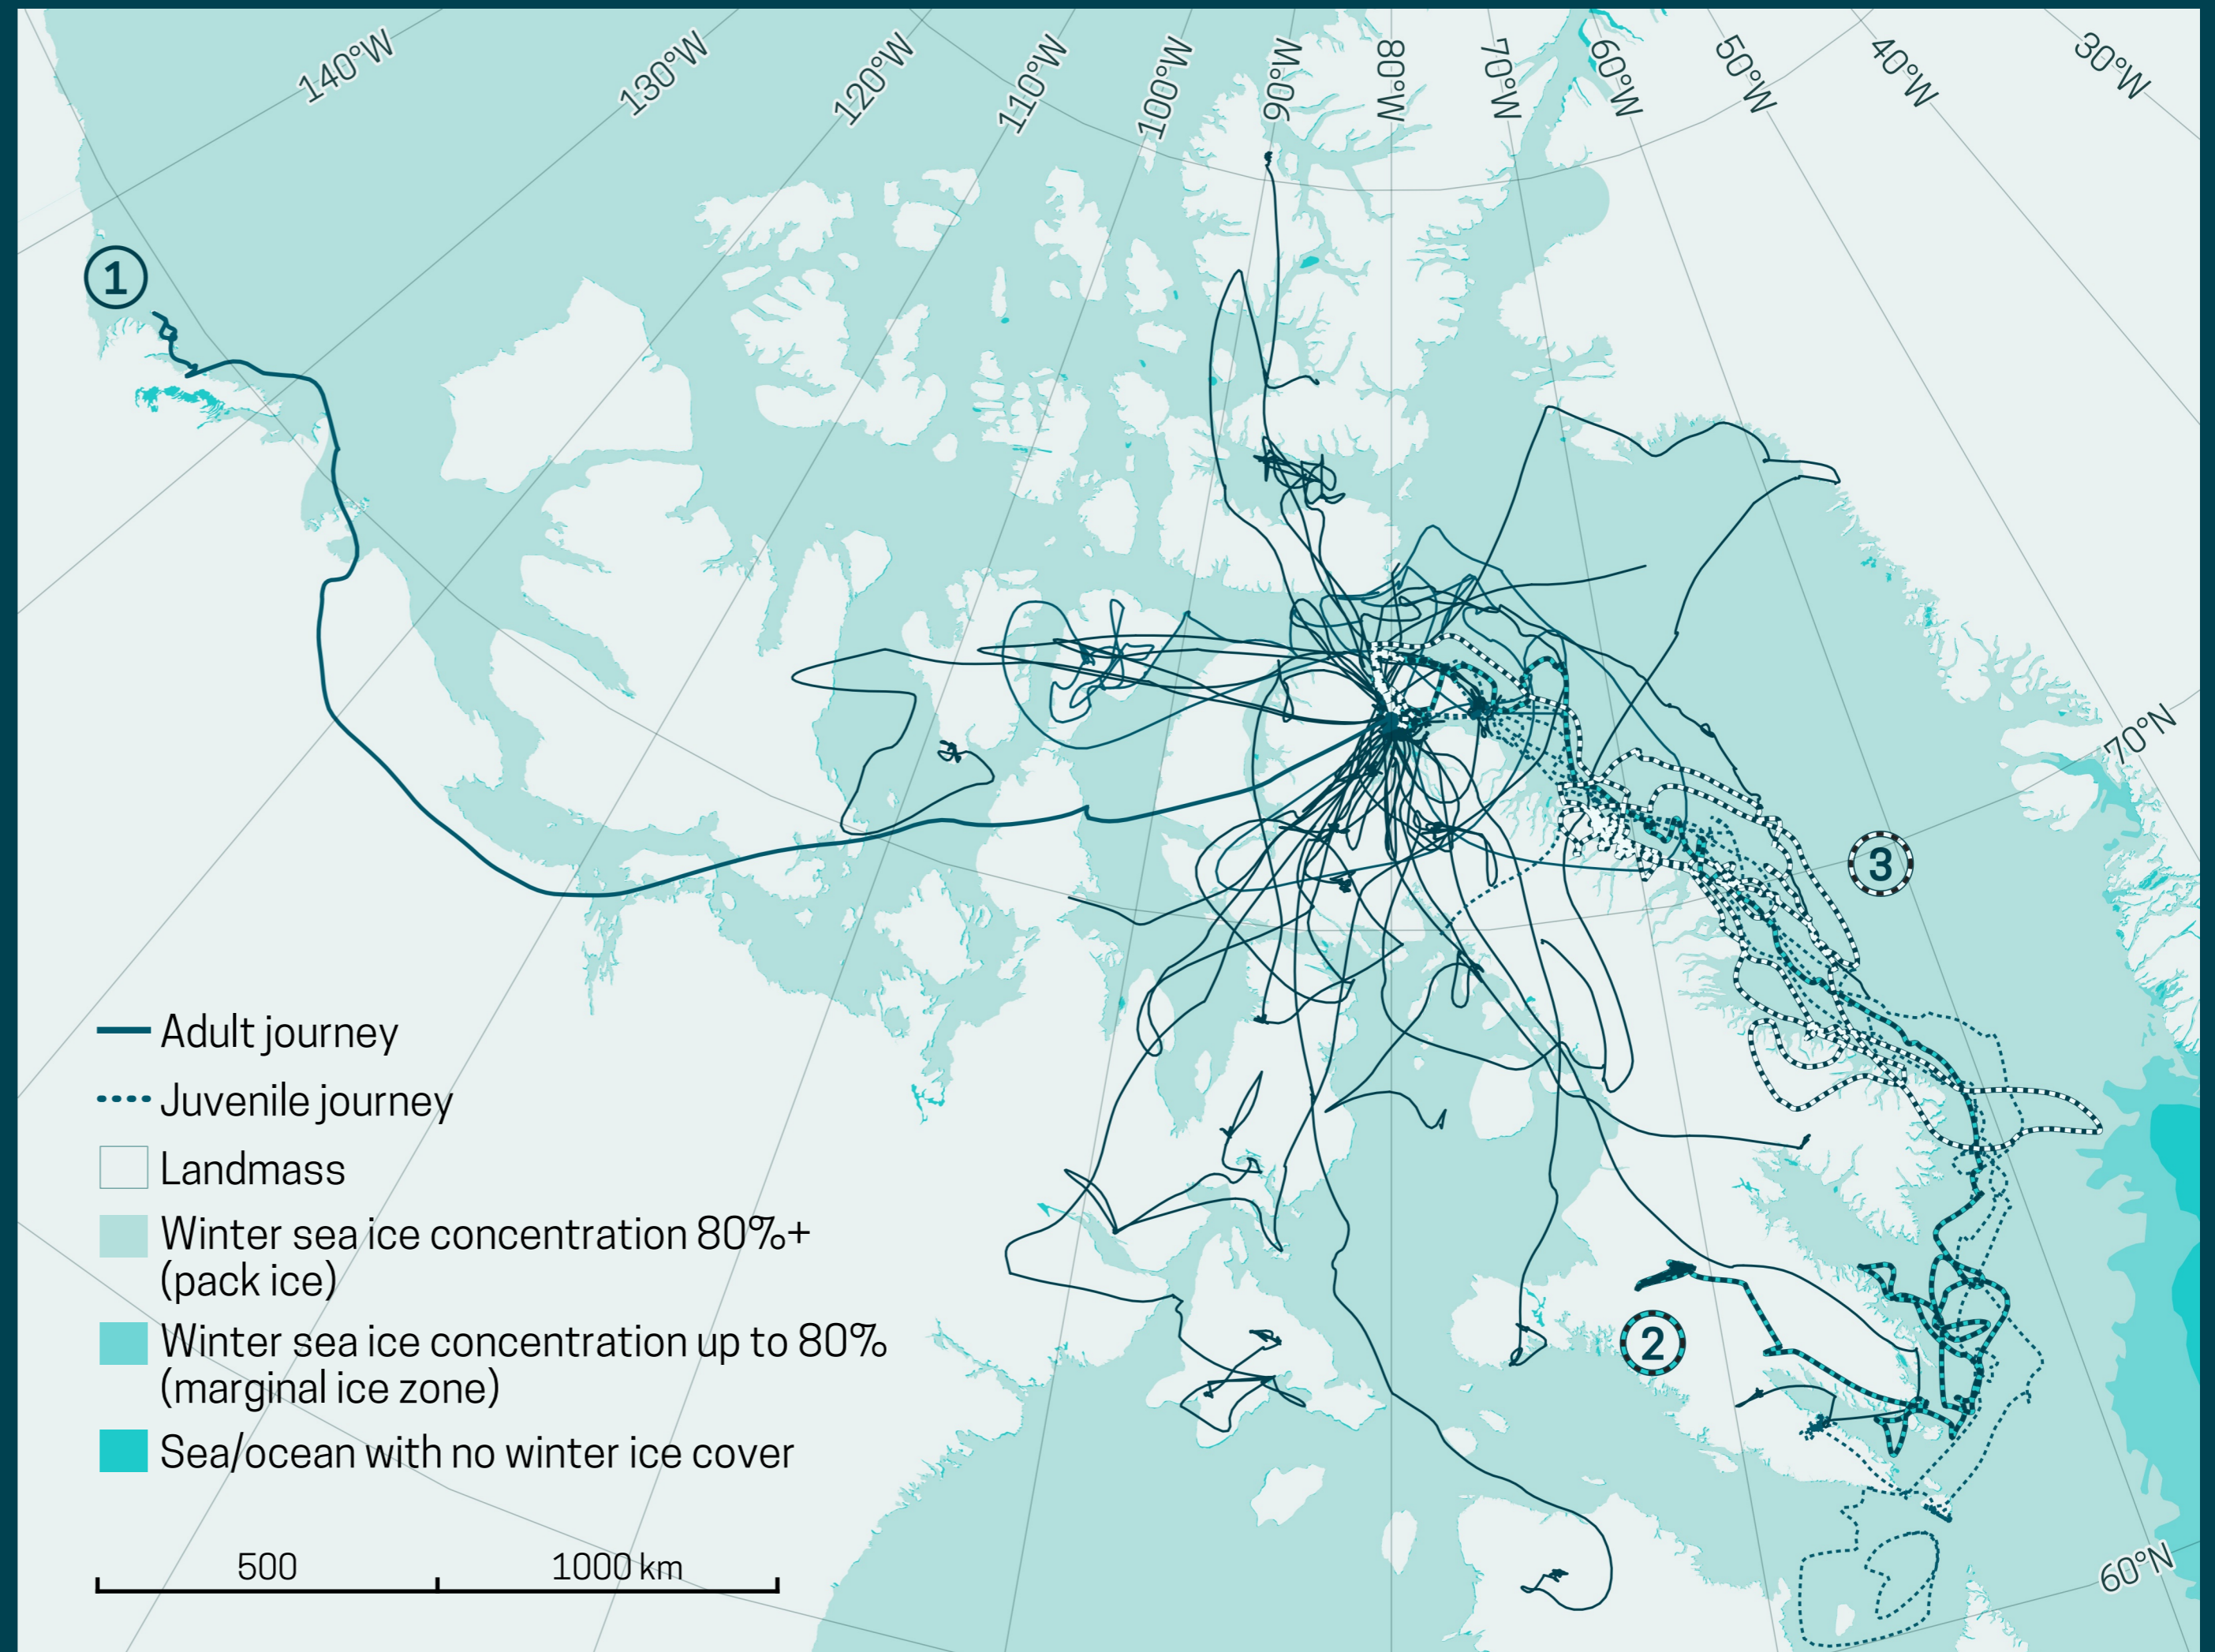 140°W
130°W
120°W
110°W
100°W
90°W
80°W
70°W
60°W
50°W
40°W
30°W
1
70°N
3
Adult journey
Juvenile journey
Landmass
Winter sea ice concentration 80%+
(pack ice)
2
Winter sea ice concentration up to 80%
(marginal ice zone)
Sea/ocean with no winter ice cover
500
1000 km
60°N